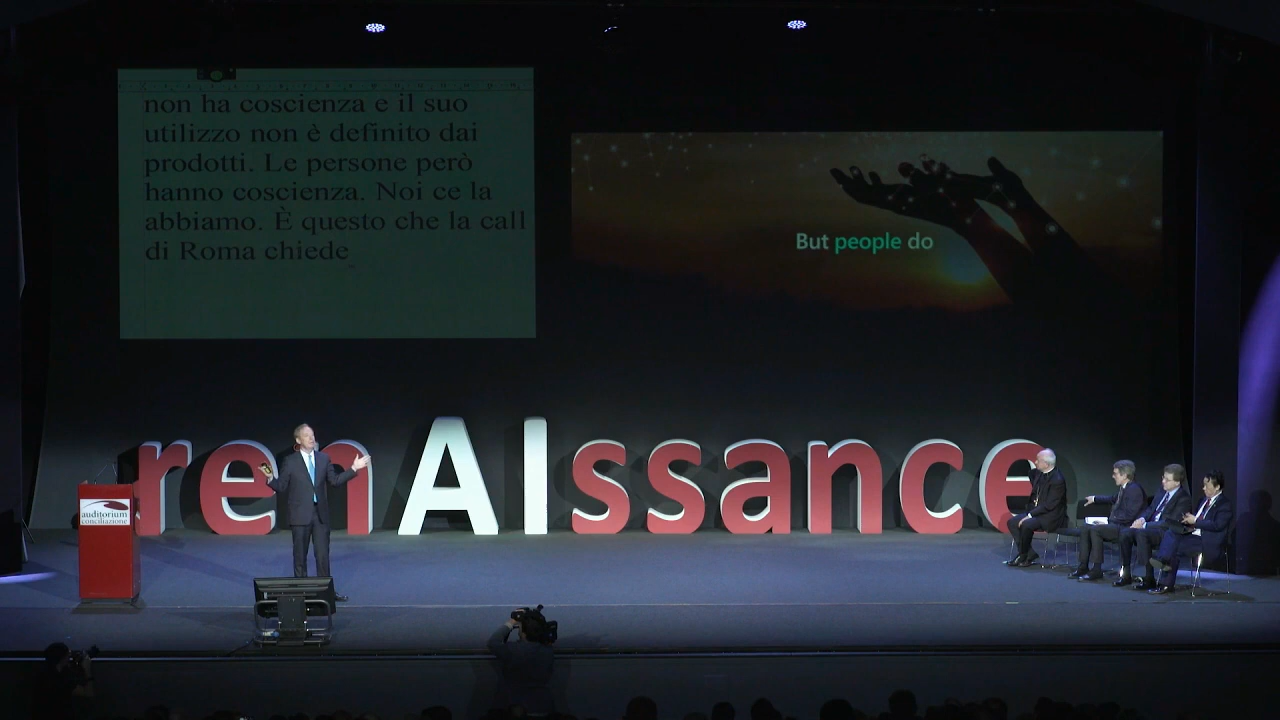 non ha coscienza e il suo
utilizzo non è definito dai
prodotti. Le persone però
hanno coscienza. Noi ce la
abbiamo. È questo che la call
di Roma chiede
But people do
renAIssance
auditorium
conciliazione